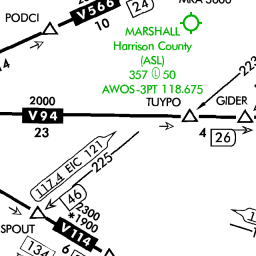 MRA 5000
PODCI
V566
24
10
MARSHALL
Harrison County
(ASL)
357 Ⓛ 50
AWOS-3PT 118.675
223
2000
TUYPO
GIDER
V94
23
4
26
117.4 EIC 121
225
46
2300
*1900
SPOUT
V114
134
6